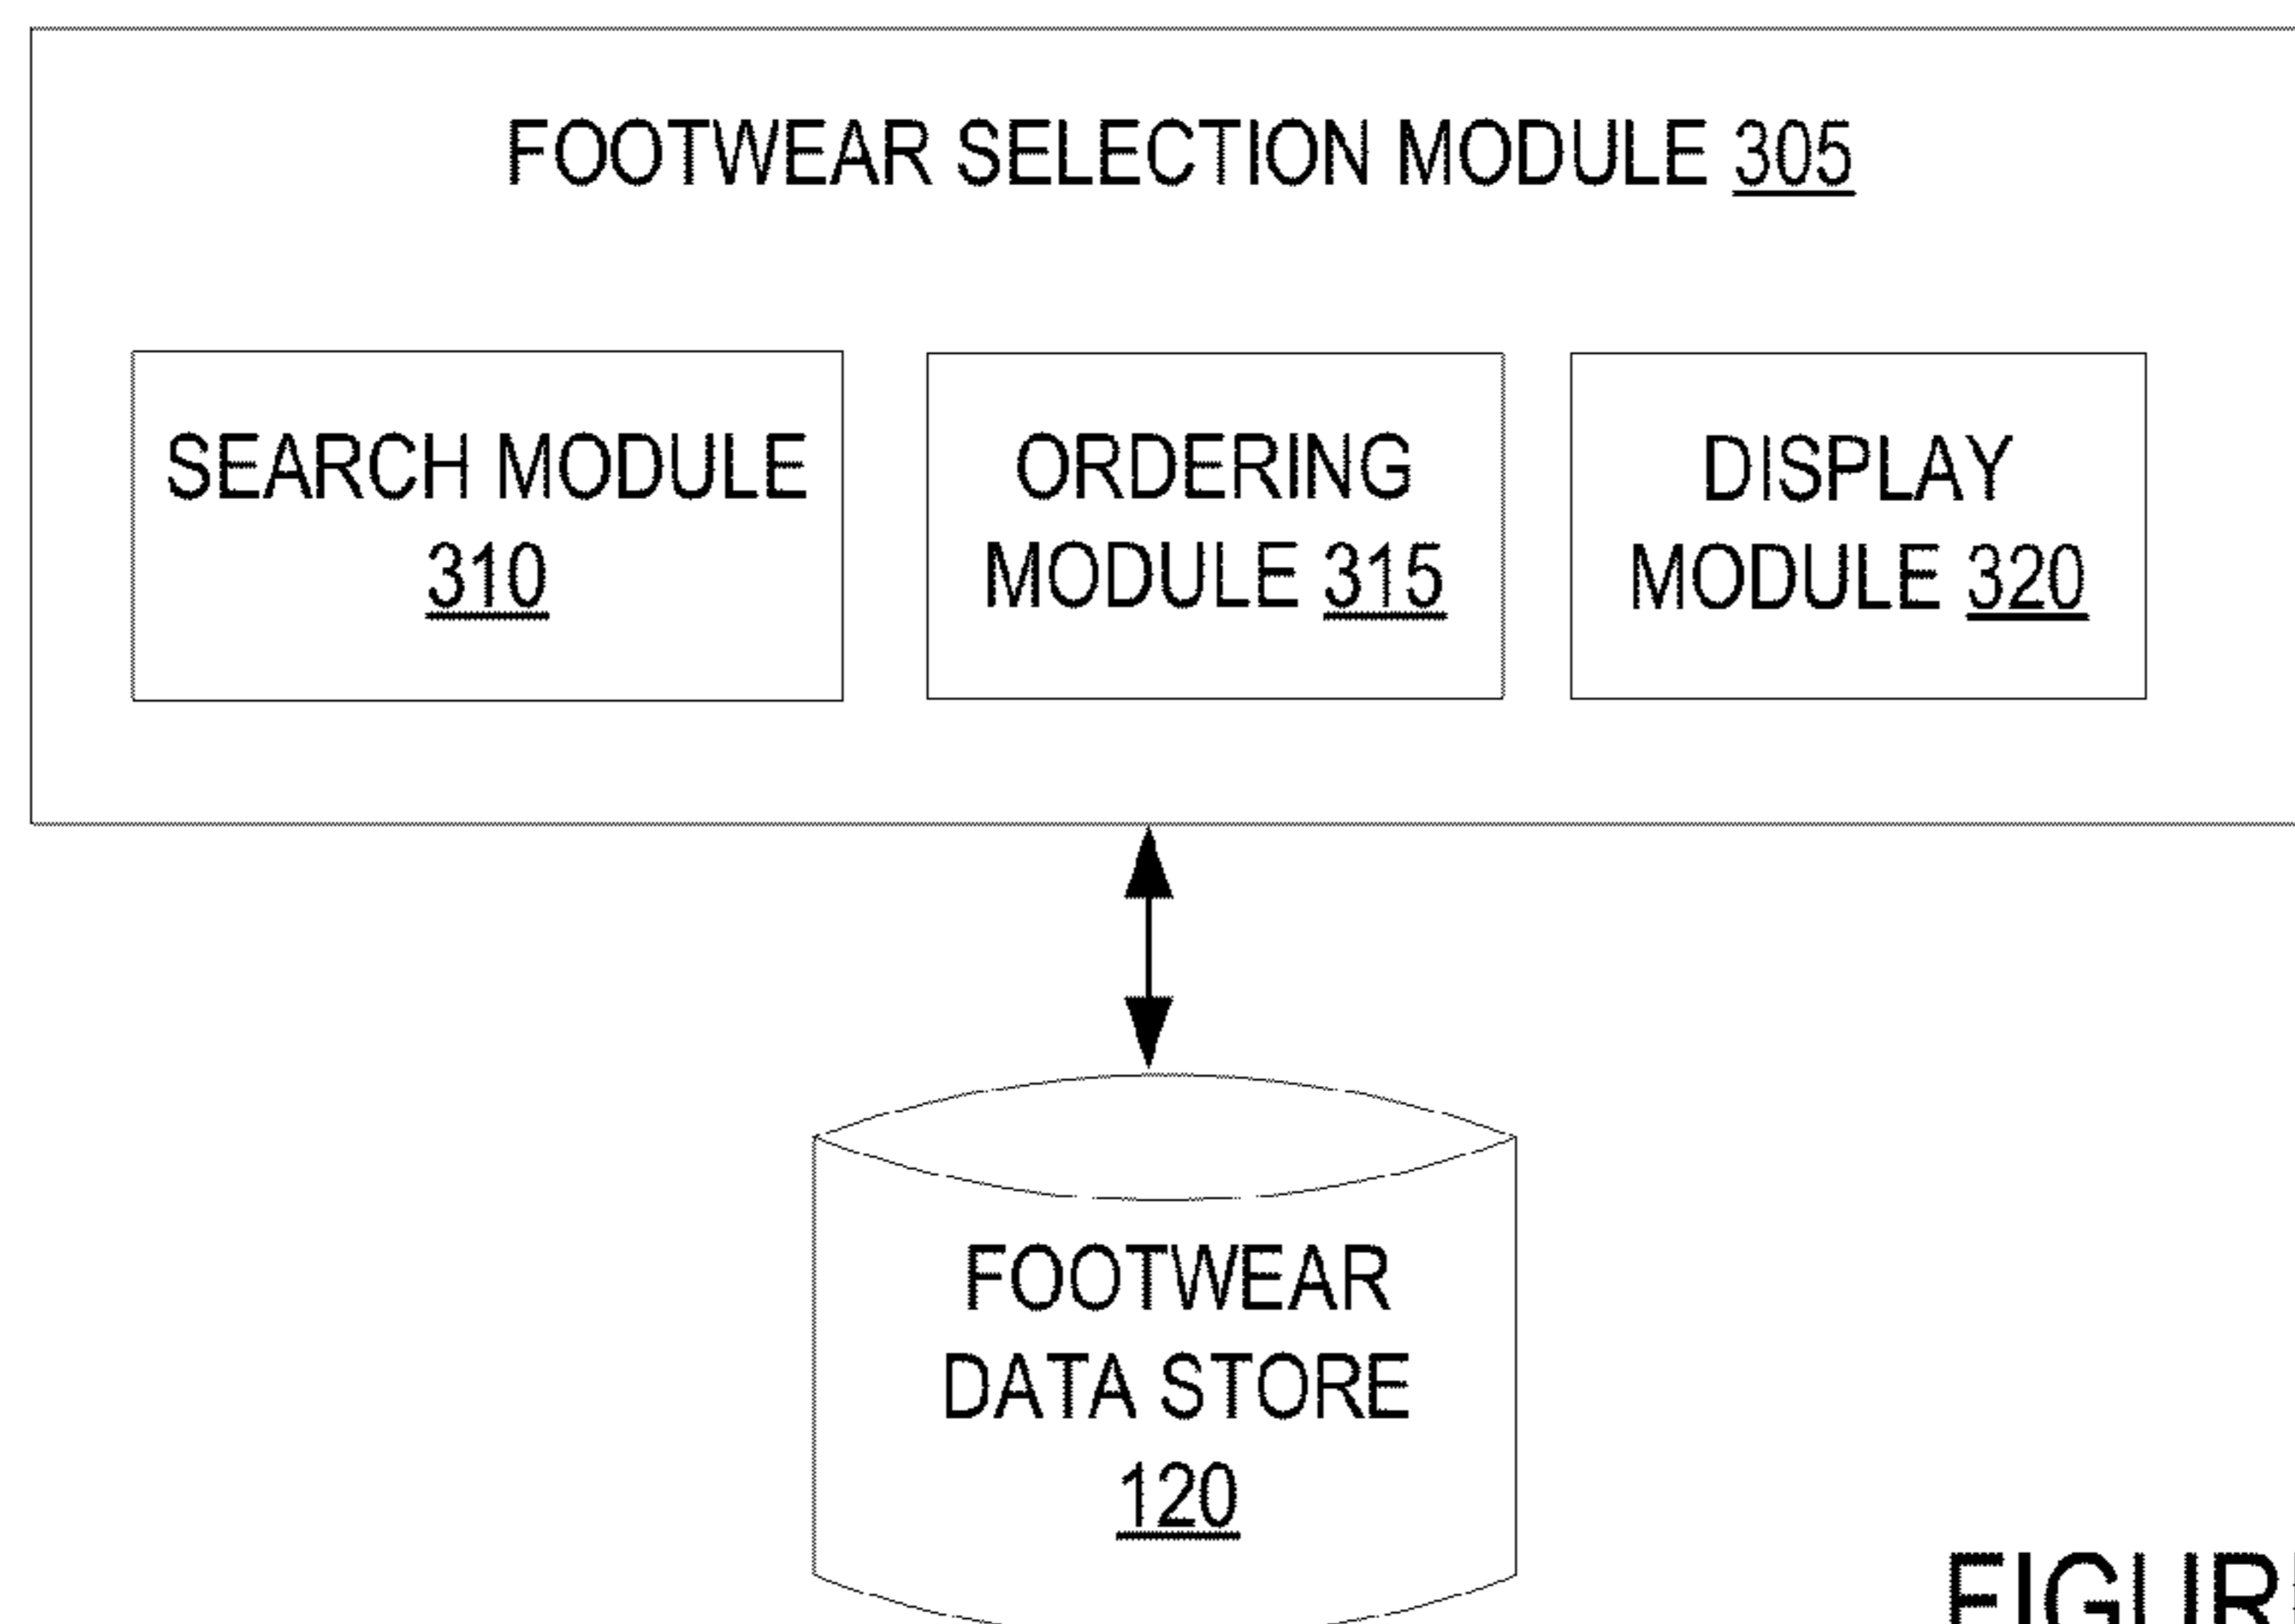 FOOTWEAR SELECTION MODULE 305
SEARCH MODULE
310
ORDERING
MODULE 315
DISPLAY
MODULE 320
FOOTWEAR
DATA STORE
120